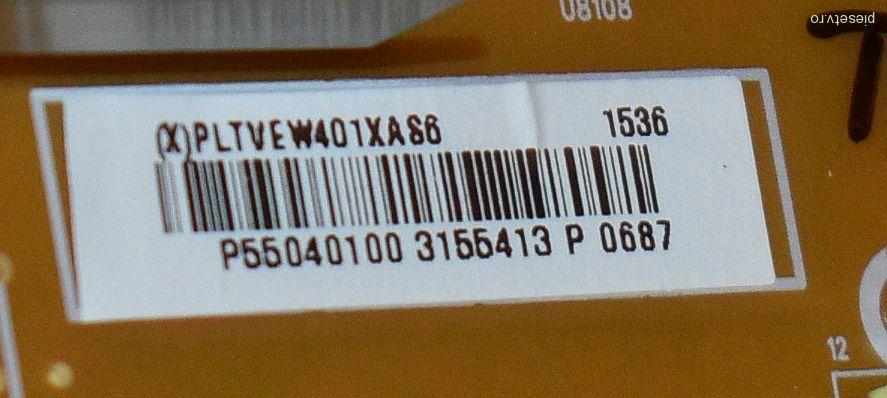 U8108
piesetv.ro
(X)PLTVEW401XAS6 1536
P55040100 3155413 P 0687
12